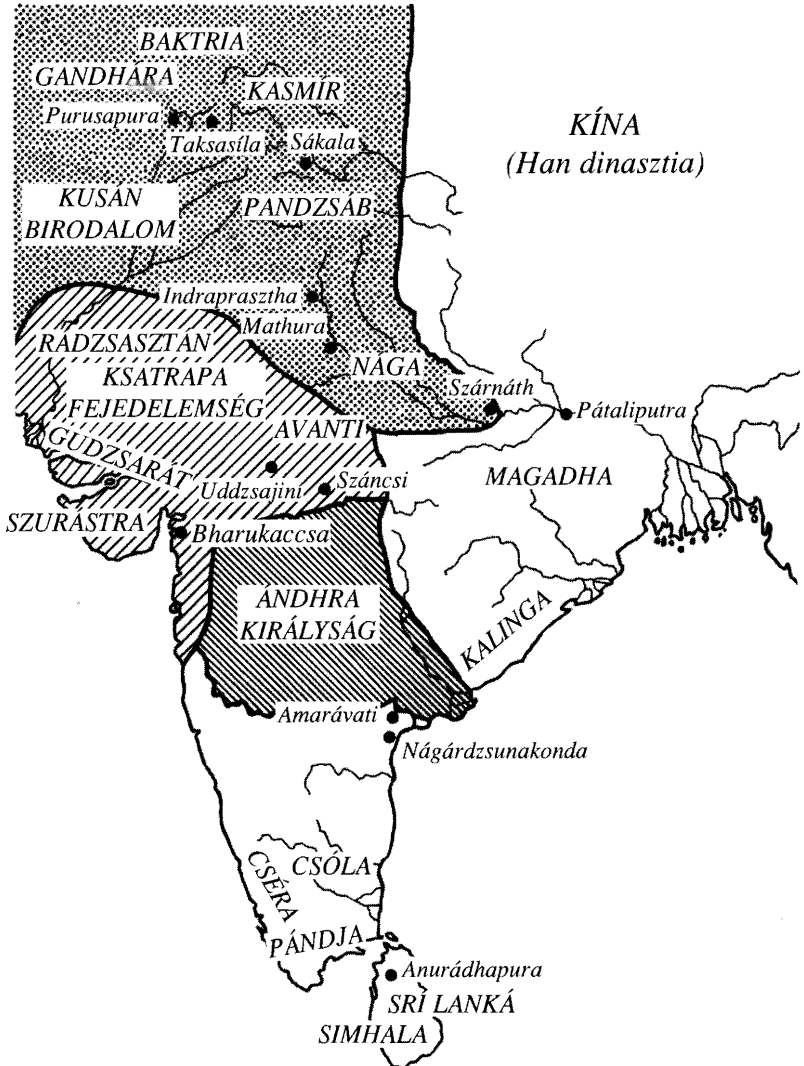 BAKTRIA
GANDHÁRA
KASMÍR
Purusapura
Taksasíla
Sákala
KÍNA
(Han dinasztia)
KUSÁN
BIRODALOM
PANDZSÁB
Indraprasztha
Mathura
RÁDZSASZTÁN
NÁGA
KSATRAPA
FEJEDELEMSÉG
Szárnáth
Pátaliputra
AVANTI
GUDZSARÁT
Uddzsajini
Száncsi
MAGADHA
SZURÁSTRA
Bharukaccsa
ÁNDHRA
KIRÁLYSÁG
KALINGA
Amarávati
Nágárdzsunakonda
CSÓLA
CSÉRA
PÁNDJA
Anurádhapura
SRÍ LANKÁ
SIMHALA